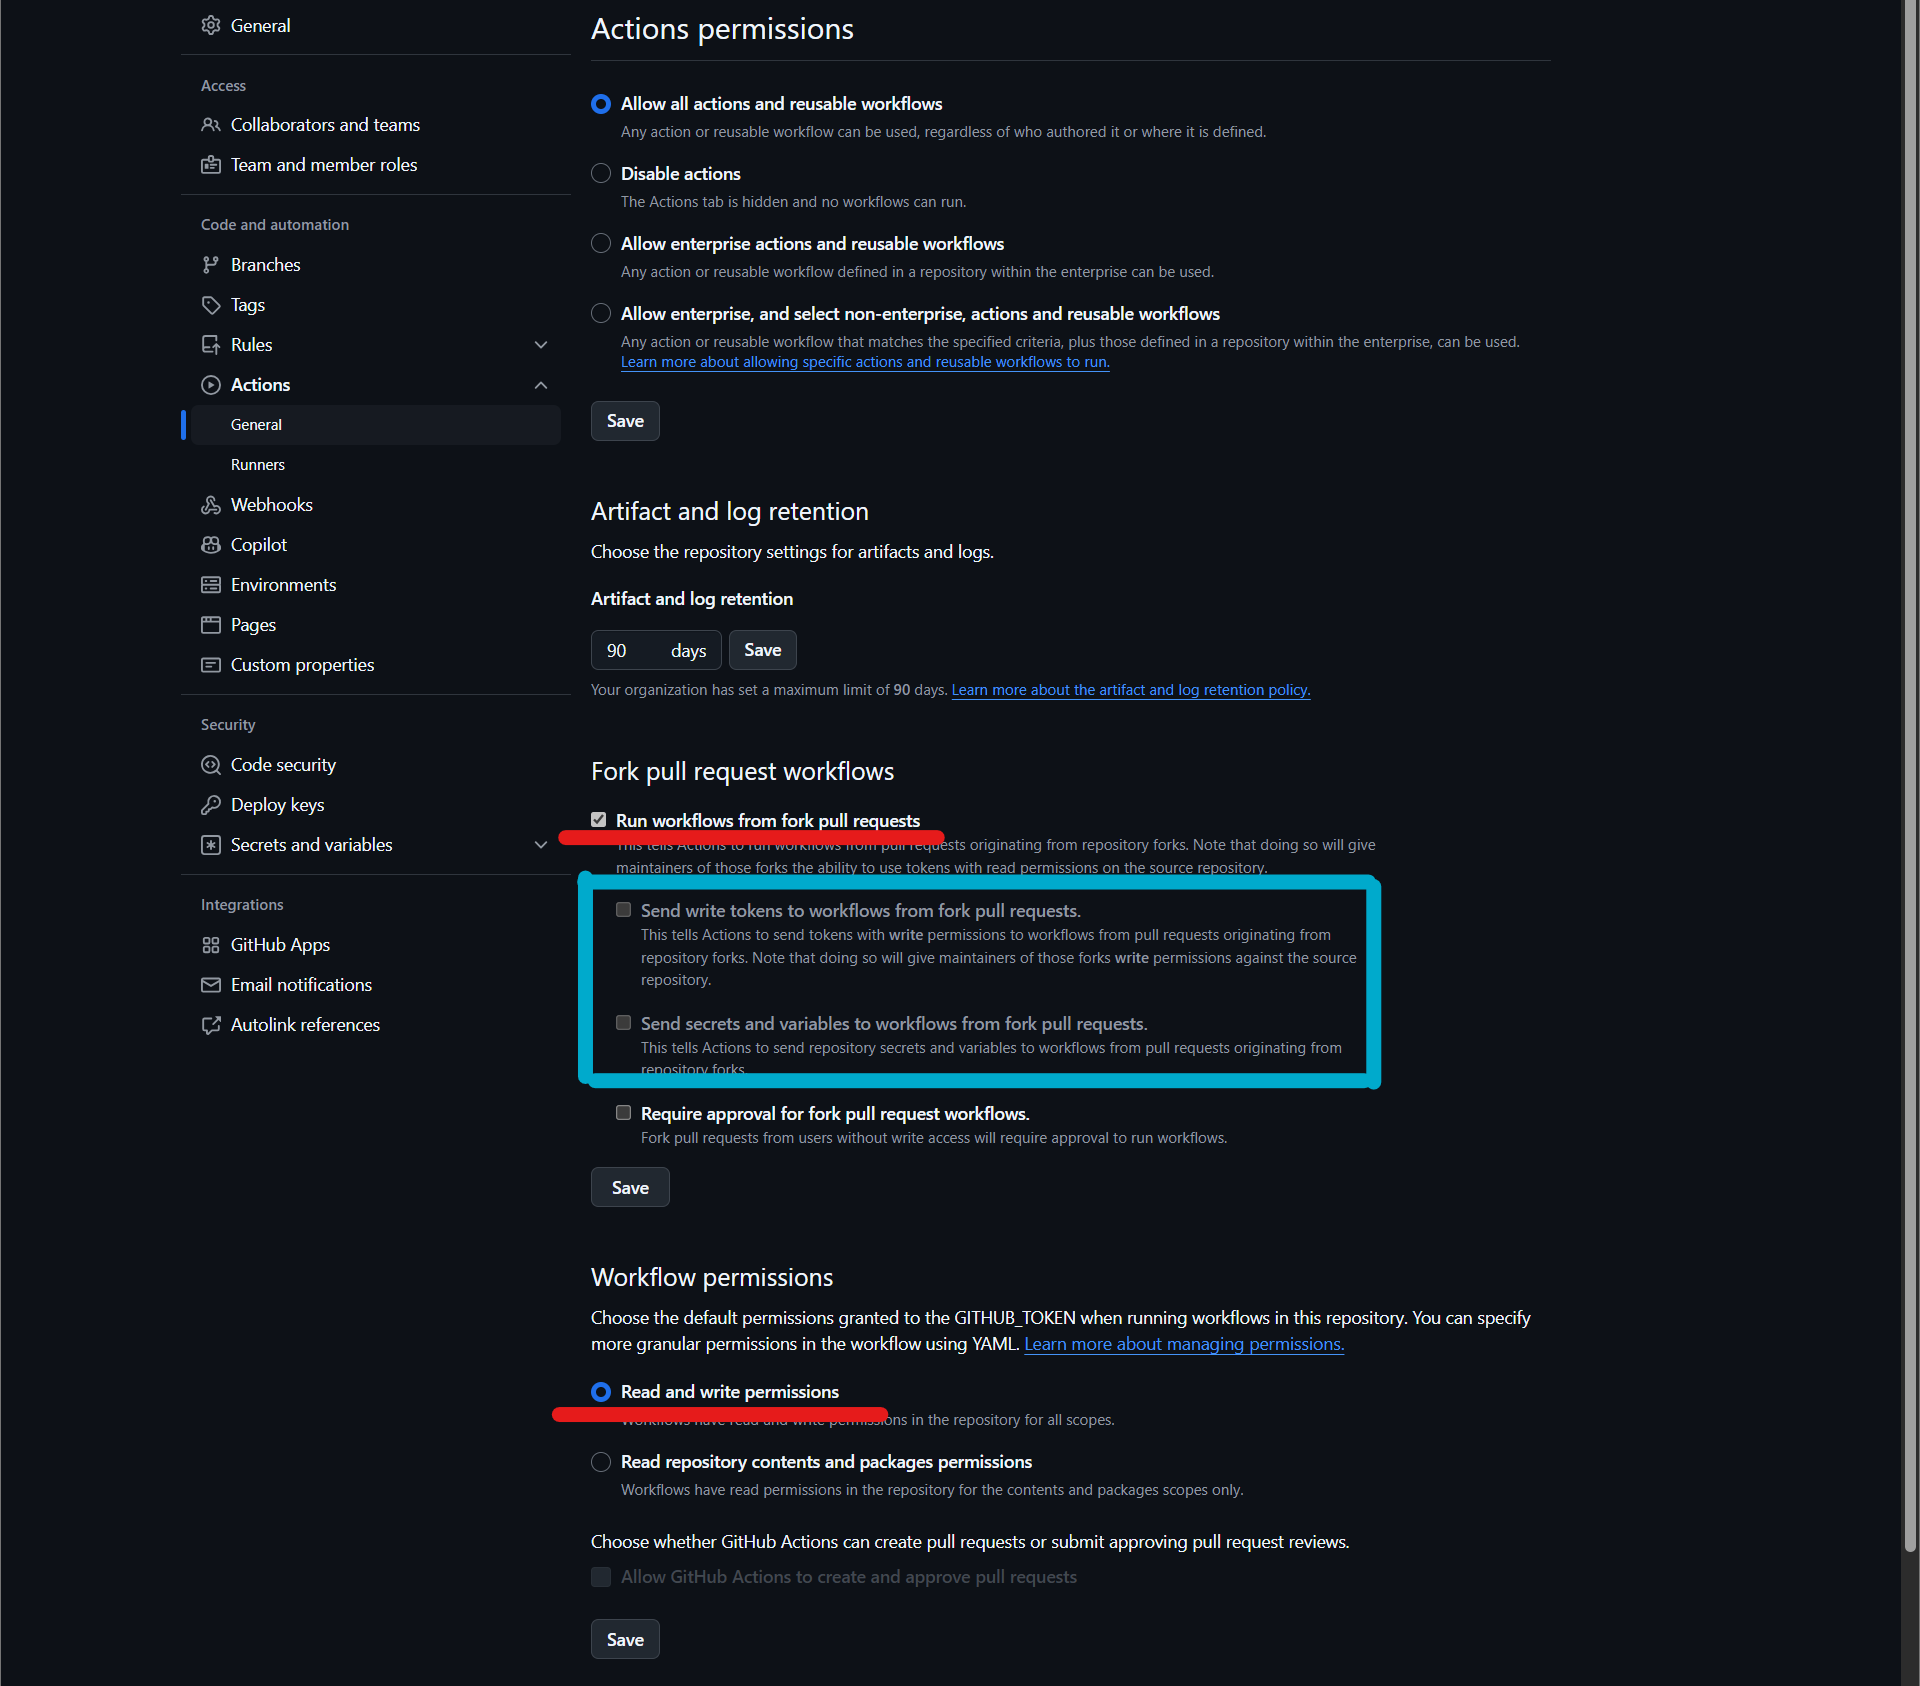 General
Access
Collaborators and teams
Team and member roles
Code and automation
Branches
Tags
Rules
Actions
General
Runners
Webhooks
Copilot
Environments
Pages
Custom properties
Security
Code security
Deploy keys
Secrets and variables
Integrations
GitHub Apps
Email notifications
Autolink references
Actions permissions
Allow all actions and reusable workflows
Any action or reusable workflow can be used, regardless of who authored it or where it is defined.
Disable actions
The Actions tab is hidden and no workflows can run.
Allow enterprise actions and reusable workflows
Any action or reusable workflow defined in a repository within the enterprise can be used.
Allow enterprise, and select non-enterprise, actions and reusable workflows
Any action or reusable workflow that matches the specified criteria, plus those defined in a repository within the enterprise, can be used.
Learn more about allowing specific actions and reusable workflows to run.
Save
Artifact and log retention
Choose the repository settings for artifacts and logs.
Artifact and log retention
90 days Save
Your organization has set a maximum limit of 90 days. Learn more about the artifact and log retention policy.
Fork pull request workflows
Run workflows from fork pull requests
This tells Actions to run workflows from pull requests originating from repository forks. Note that doing so will give
maintainers of those forks the ability to use tokens with read permissions on the source repository.
Send write tokens to workflows from fork pull requests.
This tells Actions to send tokens with write permissions to workflows from pull requests originating from
repository forks. Note that doing so will give maintainers of those forks write permissions against the source
repository.
Send secrets and variables to workflows from fork pull requests.
This tells Actions to send repository secrets and variables to workflows from pull requests originating from
repository forks.
Require approval for fork pull request workflows.
Fork pull requests from users without write access will require approval to run workflows.
Save
Workflow permissions
Choose the default permissions granted to the GITHUB_TOKEN when running workflows in this repository. You can specify
more granular permissions in the workflow using YAML. Learn more about managing permissions.
Read and write permissions
Workflows have read and write permissions in the repository for all scopes.
Read repository contents and packages permissions
Workflows have read permissions in the repository for the contents and packages scopes only.
Choose whether GitHub Actions can create pull requests or submit approving pull request reviews.
Allow GitHub Actions to create and approve pull requests
Save